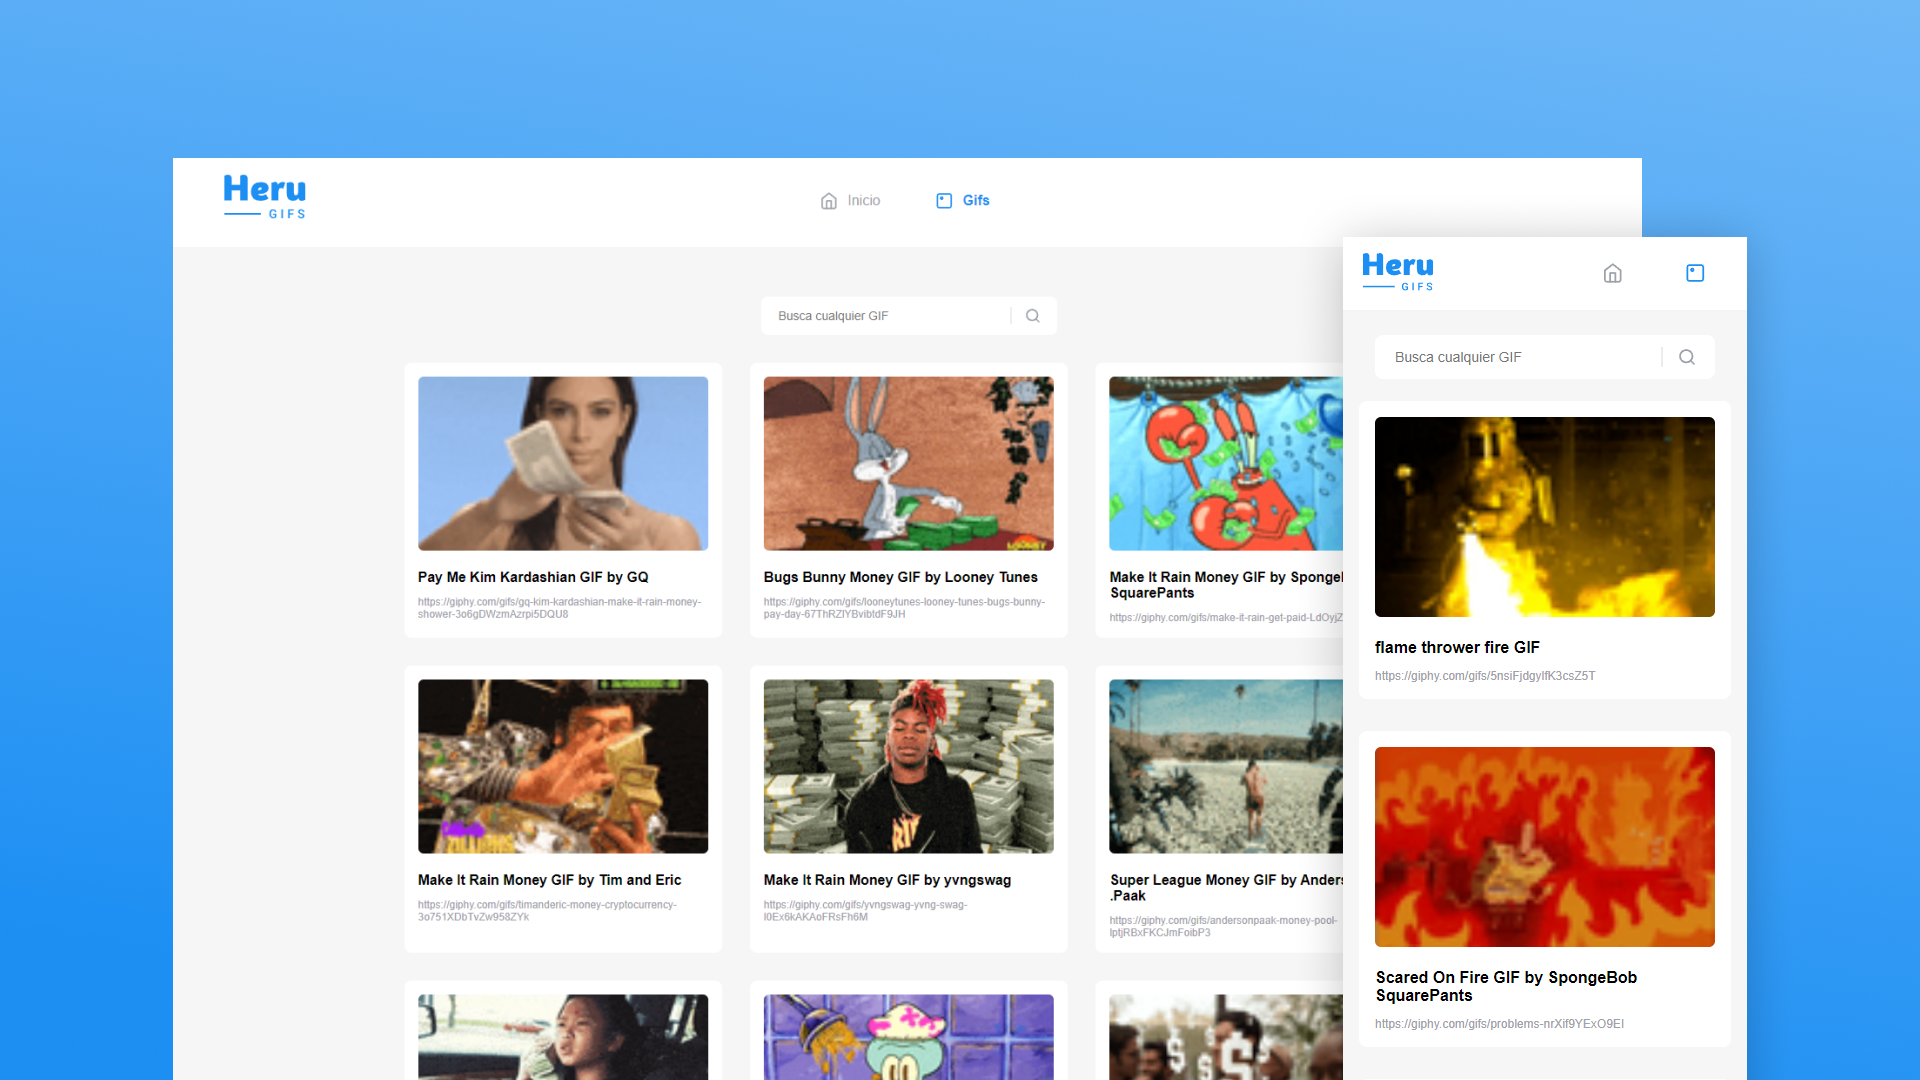 Heru
GIFS
Inicio
Gifs
Busca cualquier GIF
LOONEY
Pay Me Kim Kardashian GIF by GQ
https://giphy.com/gifs/gq-kim-kardashian-make-it-rain-money-
shower-3o6gDWzmAzrpi5DQU8
Bugs Bunny Money GIF by Looney Tunes
https://giphy.com/gifs/looneytunes-looney-tunes-bugs-bunny-
pay-day-67ThRZlYBvibtdF9JH
Make It Rain Money GIF by Spongel
SquarePants
https://giphy.com/gifs/make-it-rain-get-paid-LdOyjZ
ZILLIONS
Make It Rain Money GIF by Tim and Eric
https://giphy.com/gifs/timanderic-money-cryptocurrency-
3o751XDbTvZw958ZYk
RIP
Make It Rain Money GIF by yvngswag
https://giphy.com/gifs/yvngswag-yvng-swag-
l0Ex6kAKAoFRsFh6M
Super League Money GIF by Anders
.Paak
https://giphy.com/gifs/andersonpaak-money-pool-
lptjRBxFKCJmFoibP3
$ $
Heru
GIFS
Busca cualquier GIF
flame thrower fire GIF
https://giphy.com/gifs/5nsiFjdgylfK3csZ5T
Scared On Fire GIF by SpongeBob
SquarePants
https://giphy.com/gifs/problems-nrXif9YExO9EI